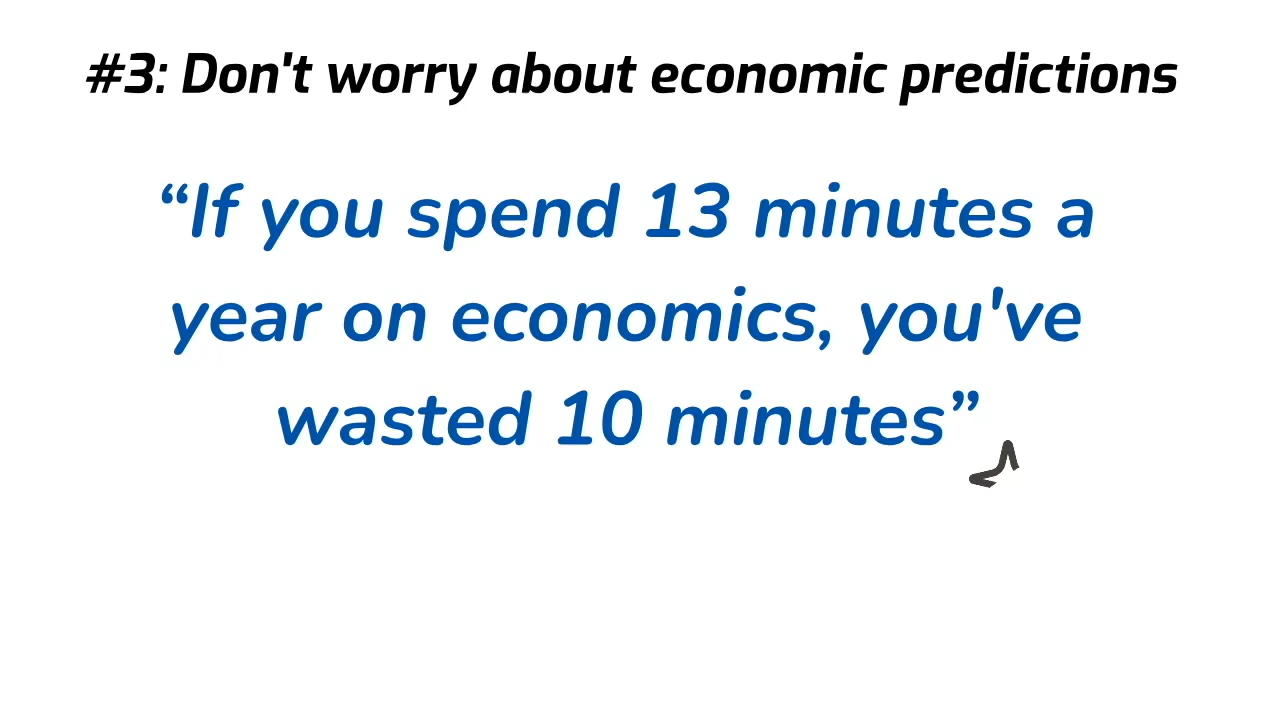 #3: Don't worry about economic predictions
“If you spend 13 minutes a
year on economics, you've
wasted 10 minutes”